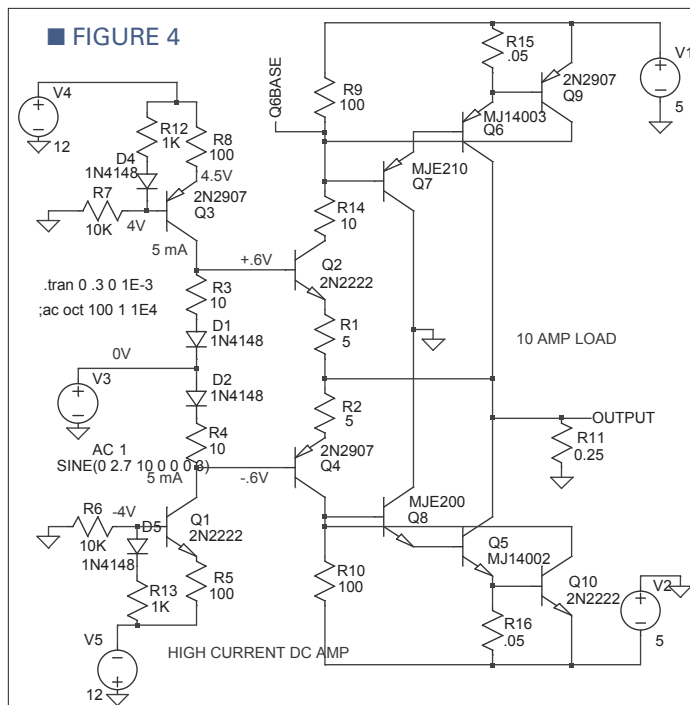 ■ FIGURE 4
V4
12
R12
1K
R8
100
D4
1N4148
4.5V
R7
10K
4V
2N2907
Q3
5 mA
+.6V
.tran 0 .3 0 1E-3
;ac oct 100 1 1E4
R3
10
D1
1N4148
0V
V3
D2
1N4148
AC 1
SINE(0 2.7 10 0 0 0 3)
R4
10
5 mA
-.6V
R6
10K
-4V
D5
1N4148
Q1
2N2222
R13
1K
R5
100
V5
12
HIGH CURRENT DC AMP
Q6BASE
R9
100
R14
10
Q2
2N2222
R1
5
R2
5
2N2907
Q4
R10
100
R15
.05
2N2907
Q9
MJ14003
Q6
MJE210
Q7
V1
5
10 AMP LOAD
OUTPUT
R11
0.25
MJE200
Q8
Q5
MJ14002
Q10
2N2222
R16
.05
V2
5